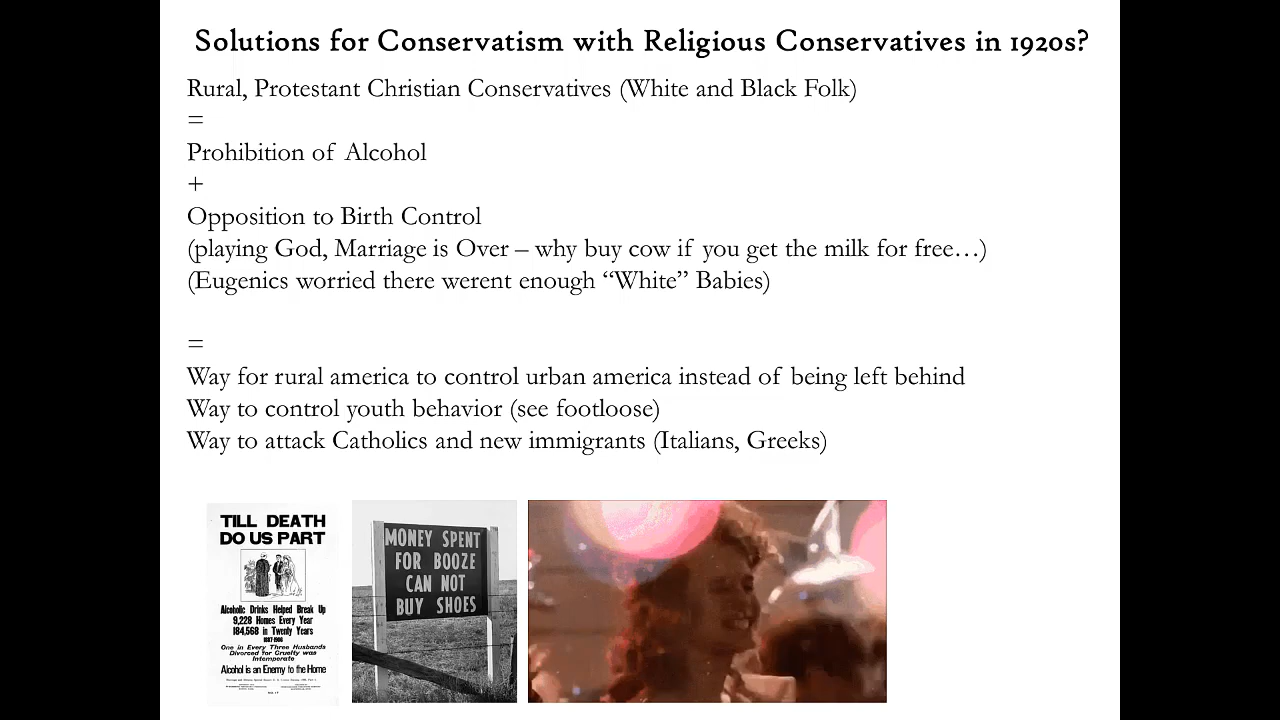 Solutions for Conservatism with Religious Conservatives in 1920s?
Rural, Protestant Christian Conservatives (White and Black Folk)
=
Prohibition of Alcohol
+
Opposition to Birth Control
(playing God, Marriage is Over – why buy cow if you get the milk for free…)
(Eugenics worried there werent enough “White” Babies)
=
Way for rural america to control urban america instead of being left behind
Way to control youth behavior (see footloose)
Way to attack Catholics and new immigrants (Italians, Greeks)
TILL DEATH
DO US PART
Alcoholic Drinks Helped Break Up
9,228 Homes Every Year
184,568 in Twenty Years
1887-1906
One in Every Three Husbands
Divorced for Cruelty was
Intemperate
Alcohol is an Enemy to the Home
MONEY SPENT
FOR BOOZE
CAN NOT
BUY SHOES